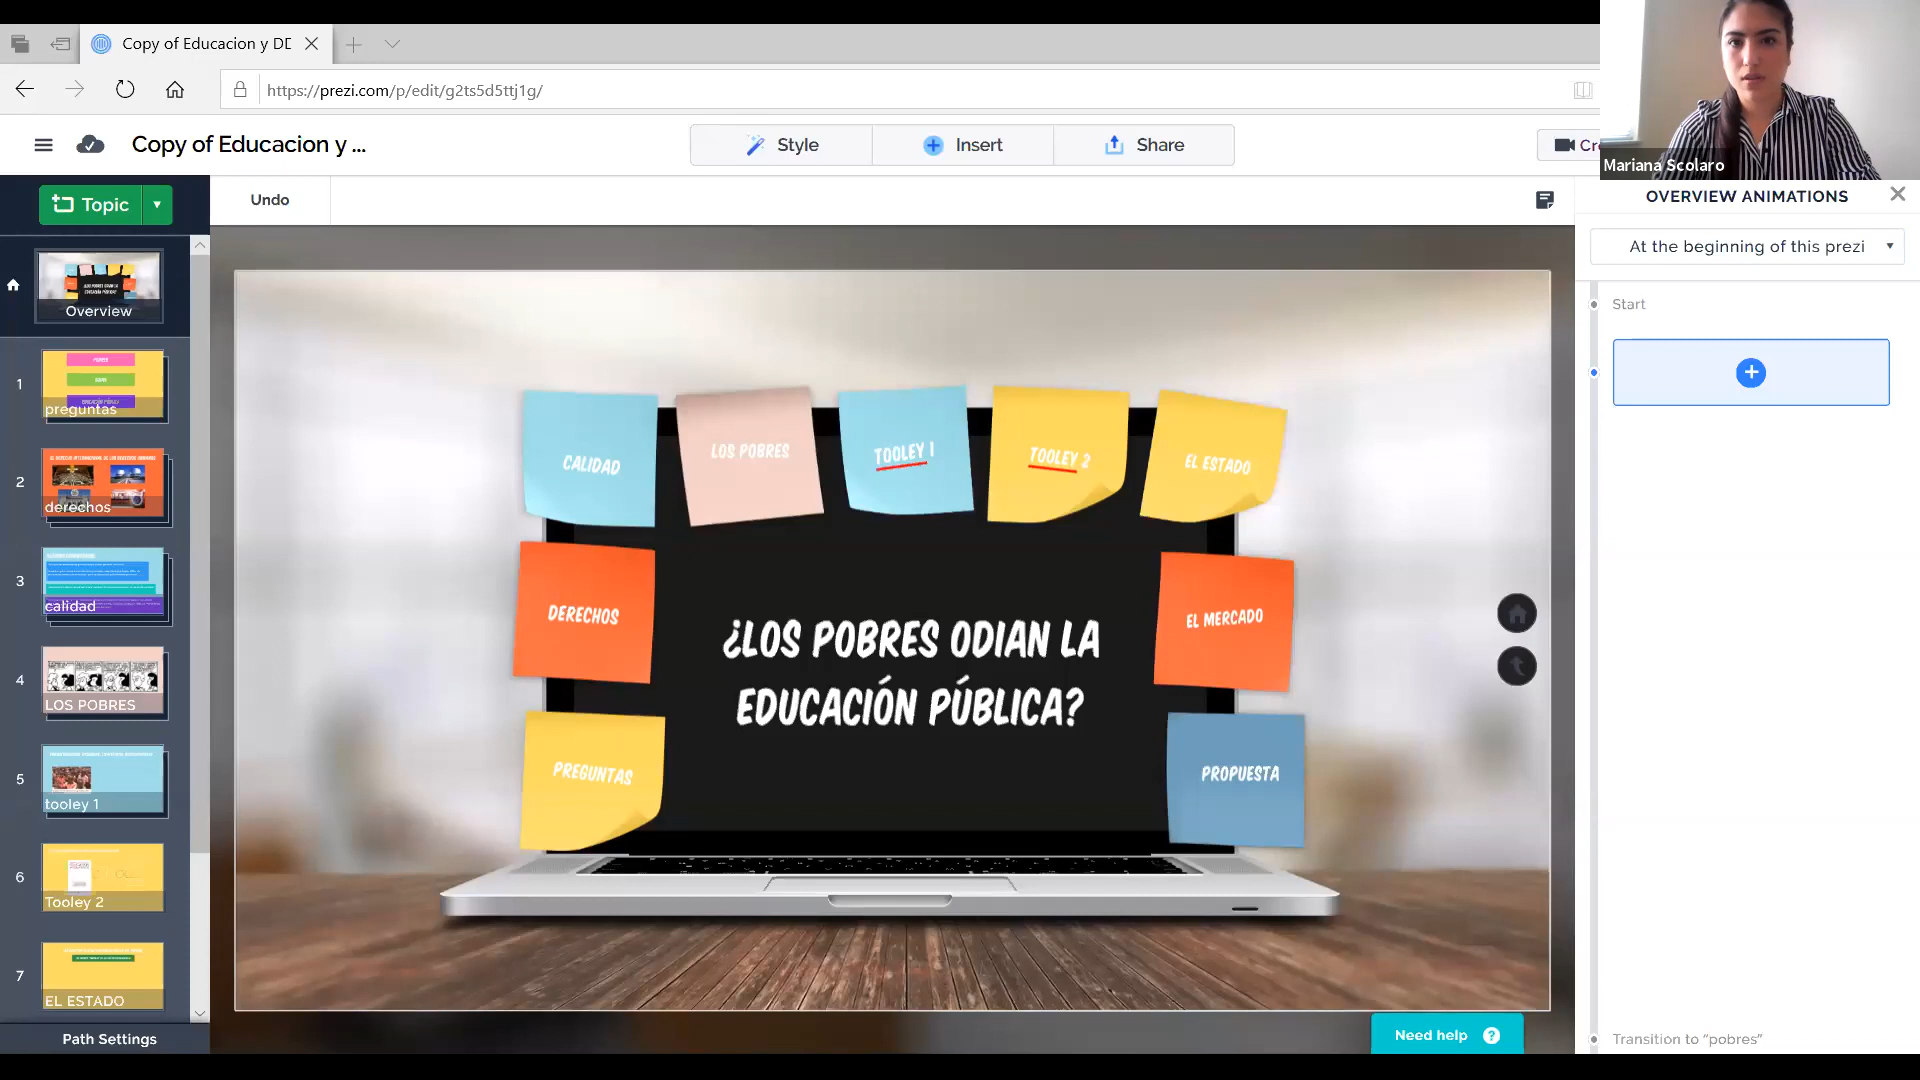 Copy of Educacion y DE
https://prezi.com/p/edit/g2ts5d5ttj1g/
Copy of Educacion y ...
Style
Insert
Share
Mariana Scolaro
Topic
Undo
OVERVIEW ANIMATIONS
At the beginning of this prezi
Start
Overview
1
preguntas
2
derechos
3
calidad
4
LOS POBRES
5
tooley 1
6
Tooley 2
7
EL ESTADO
Path Settings
CALIDAD
LOS POBRES
TOOLEY 1
TOOLEY 2
EL ESTADO
DERECHOS
EL MERCADO
¿LOS POBRES ODIAN LA
EDUCACIÓN PÚBLICA?
PREGUNTAS
PROPUESTA
Need help
Transition to "pobres"